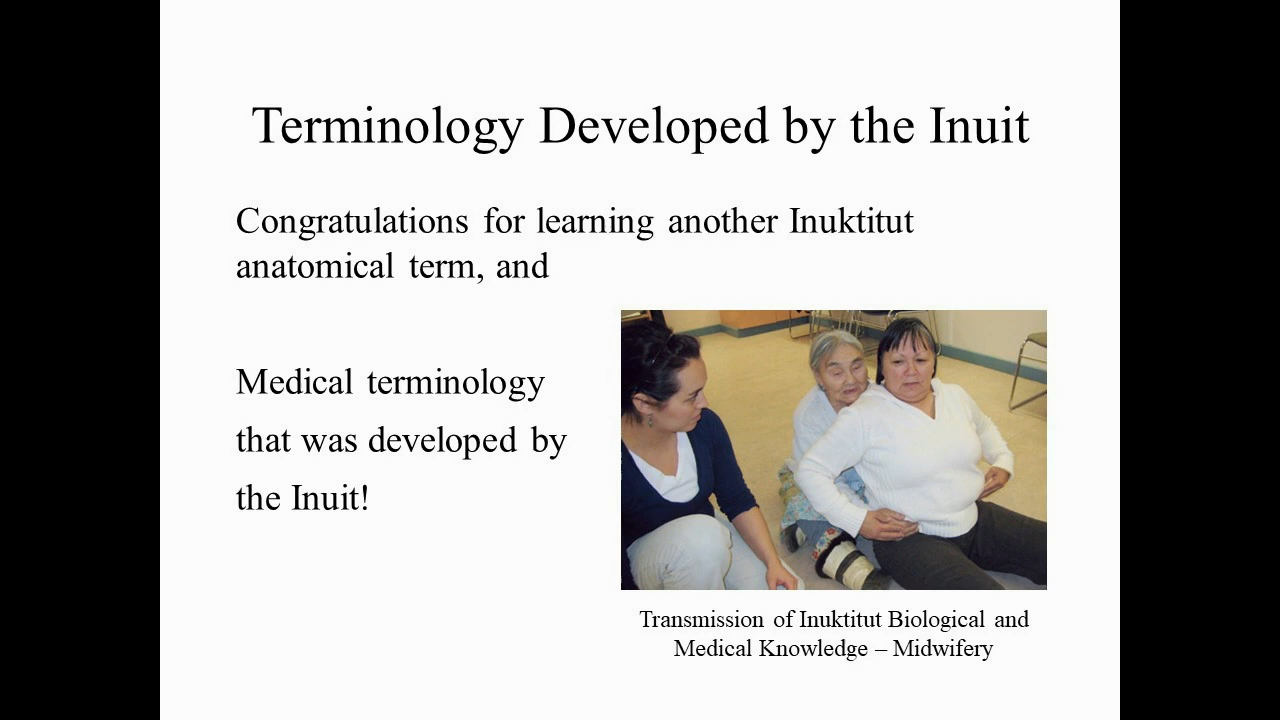 Terminology Developed by the Inuit
Congratulations for learning another Inuktitut
anatomical term, and
Medical terminology
that was developed by
the Inuit!
Transmission of Inuktitut Biological and
Medical Knowledge – Midwifery